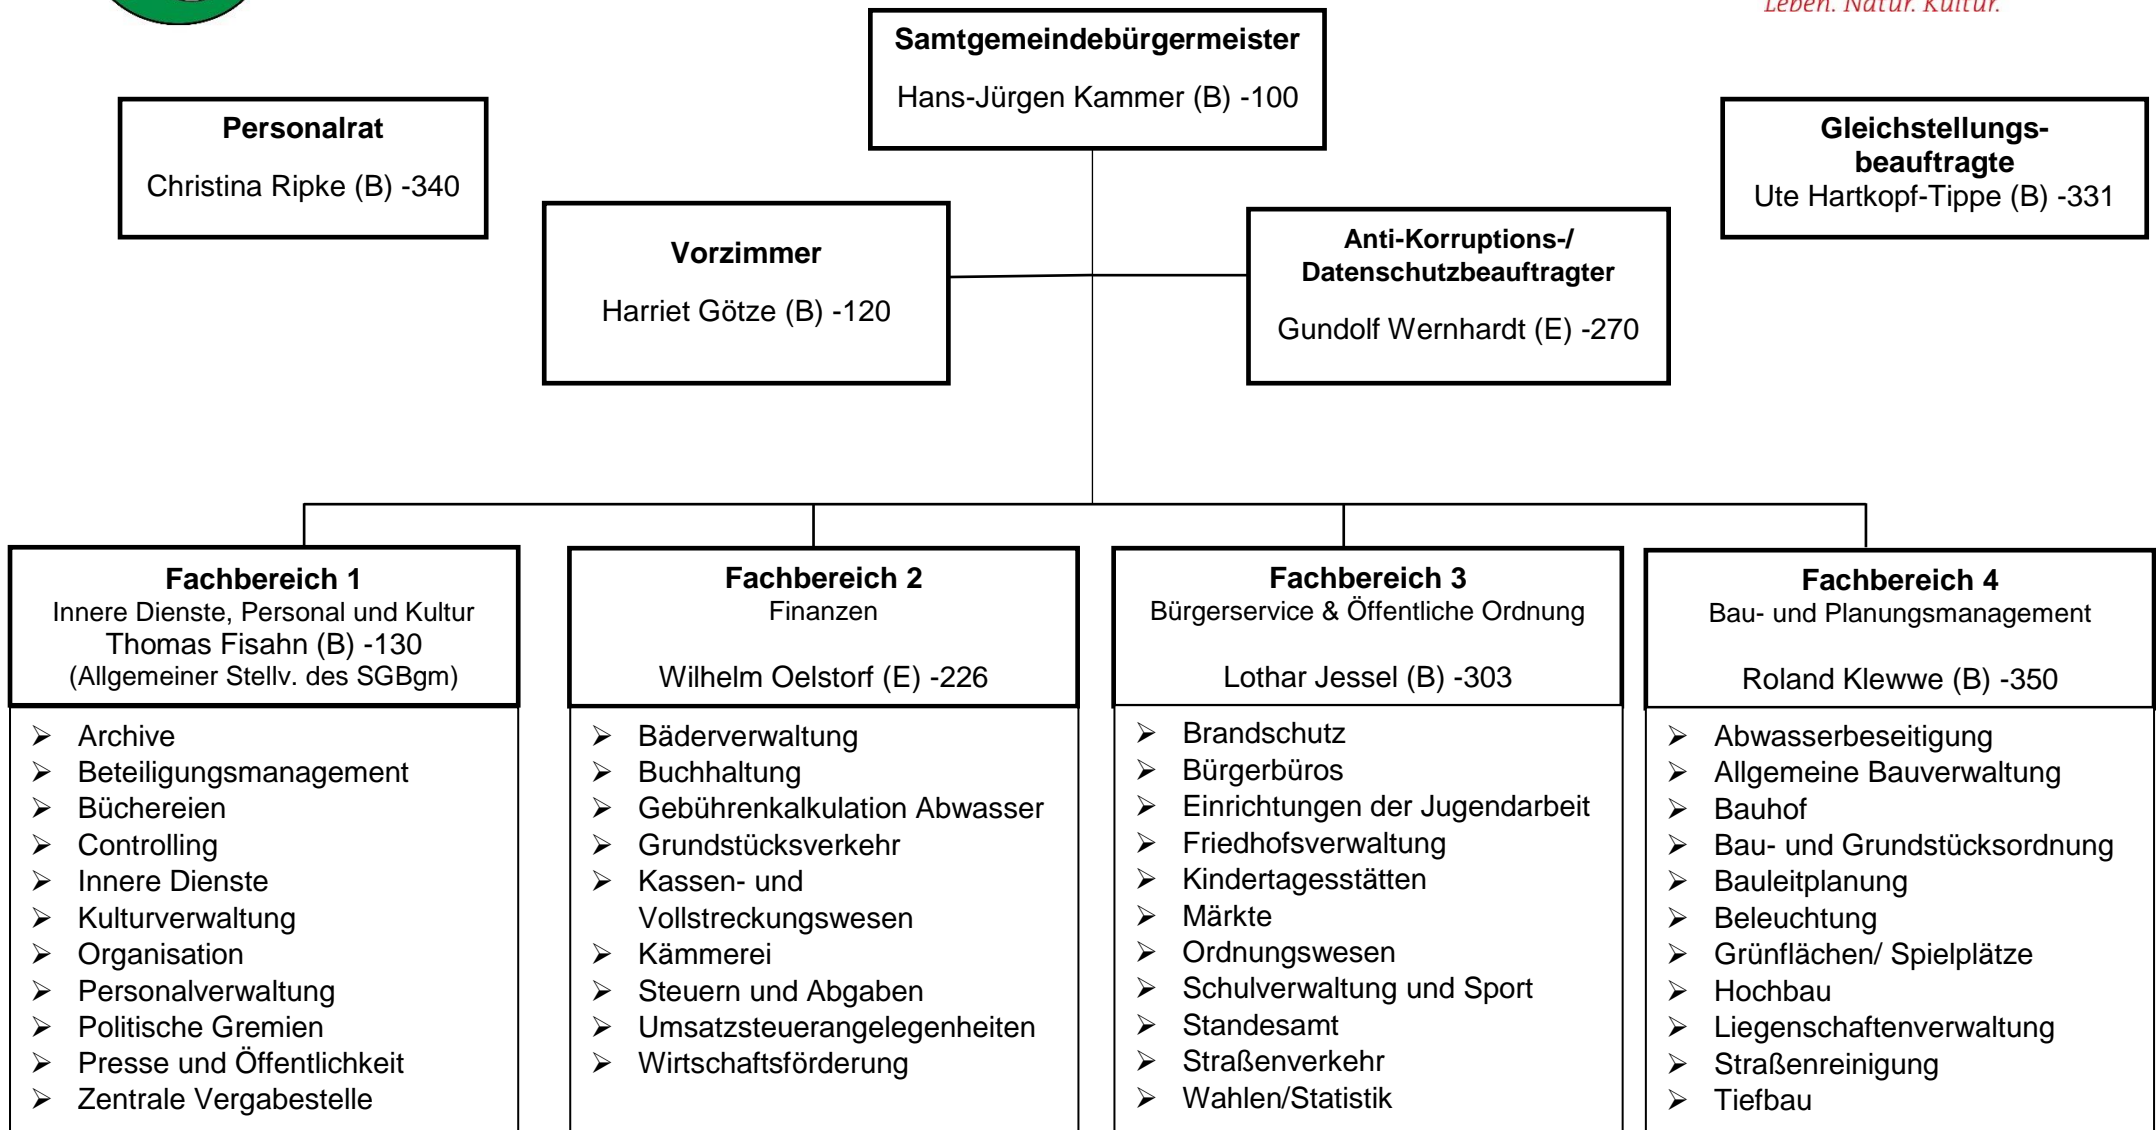 Leben. Natur. Kultur.
Samtgemeindebürgermeister
Hans-Jürgen Kammer (B) -100
Personalrat
Christina Ripke (B) -340
Gleichstellungs-
beauftragte
Ute Hartkopf-Tippe (B) -331
Vorzimmer
Harriet Götze (B) -120
Anti-Korruptions-/
Datenschutzbeauftragter
Gundolf Wernhardt (E) -270
Fachbereich 1
Innere Dienste, Personal und Kultur
Thomas Fisahn (B) -130
(Allgemeiner Stellv. des SGBgm)
➢ Archive
➢ Beteiligungsmanagement
➢ Büchereien
➢ Controlling
➢ Innere Dienste
➢ Kulturverwaltung
➢ Organisation
➢ Personalverwaltung
➢ Politische Gremien
➢ Presse und Öffentlichkeit
➢ Zentrale Vergabestelle
Fachbereich 2
Finanzen
Wilhelm Oelstorf (E) -226
➢ Bäderverwaltung
➢ Buchhaltung
➢ Gebührenkalkulation Abwasser
➢ Grundstücksverkehr
➢ Kassen- und
Vollstreckungswesen
➢ Kämmerei
➢ Steuern und Abgaben
➢ Umsatzsteuerangelegenheiten
➢ Wirtschaftsförderung
Fachbereich 3
Bürgerservice & Öffentliche Ordnung
Lothar Jessel (B) -303
➢ Brandschutz
➢ Bürgerbüros
➢ Einrichtungen der Jugendarbeit
➢ Friedhofsverwaltung
➢ Kindertagesstätten
➢ Märkte
➢ Ordnungswesen
➢ Schulverwaltung und Sport
➢ Standesamt
➢ Straßenverkehr
➢ Wahlen/Statistik
Fachbereich 4
Bau- und Planungsmanagement
Roland Klewwe (B) -350
➢ Abwasserbeseitigung
➢ Allgemeine Bauverwaltung
➢ Bauhof
➢ Bau- und Grundstücksordnung
➢ Bauleitplanung
➢ Beleuchtung
➢ Grünflächen/ Spielplätze
➢ Hochbau
➢ Liegenschaftenverwaltung
➢ Straßenreinigung
➢ Tiefbau